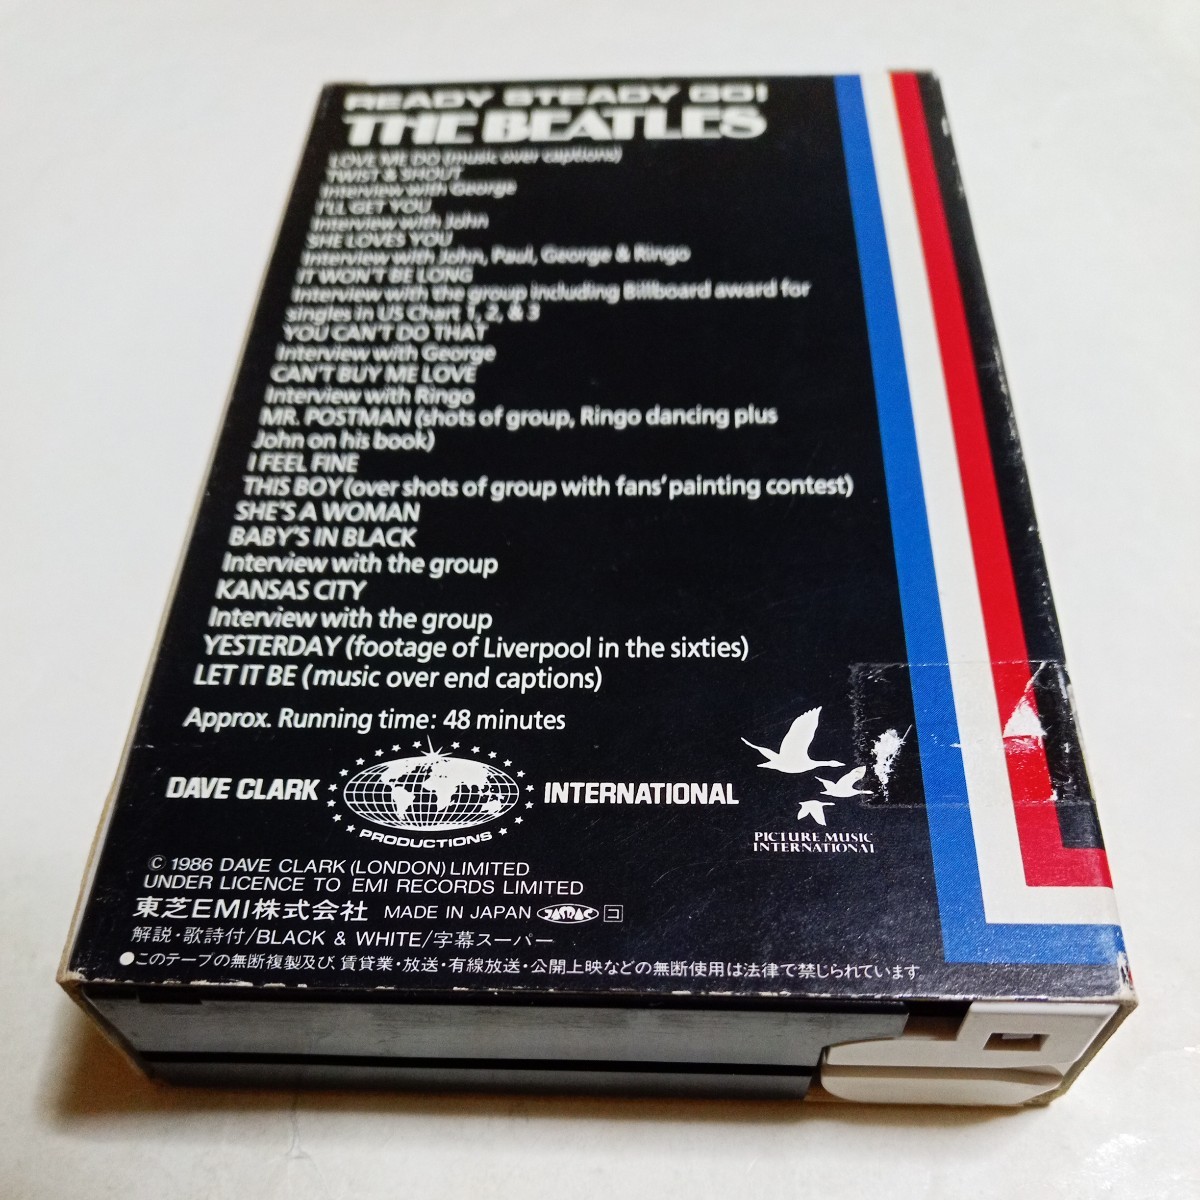 READY STEADY GO!
THE BEATLES
LOVE ME DO (music over captions)
TWIST & SHOUT
Interview with George
I'LL GET YOU
Interview with John
SHE LOVES YOU
Interview with John, Paul, George & Ringo
IT WON'T BE LONG
Interview with the group including Billboard award for
singles in US Chart 1, 2, & 3
YOU CAN'T DO THAT
Interview with George
CAN'T BUY ME LOVE
Interview with Ringo
MR. POSTMAN (shots of group, Ringo dancing plus
John on his book)
I FEEL FINE
THIS BOY (over shots of group with fans' painting contest)
SHE'S A WOMAN
BABY'S IN BLACK
Interview with the group
KANSAS CITY
Interview with the group
YESTERDAY (footage of Liverpool in the sixties)
LET IT BE (music over end captions)
Approx. Running time: 48 minutes
DAVE CLARK INTERNATIONAL
PRODUCTIONS
PICTURE MUSIC
INTERNATIONAL
© 1986 DAVE CLARK (LONDON) LIMITED
UNDER LICENCE TO EMI RECORDS LIMITED
東芝EMI株式会社 MADE IN JAPAN JASRAC コ
解説・歌詩付/BLACK & WHITE/字幕スーパー
●このテープの無断複製及び、賃貸業・放送・有線放送・公開上映などの無断使用は法律で禁じられています